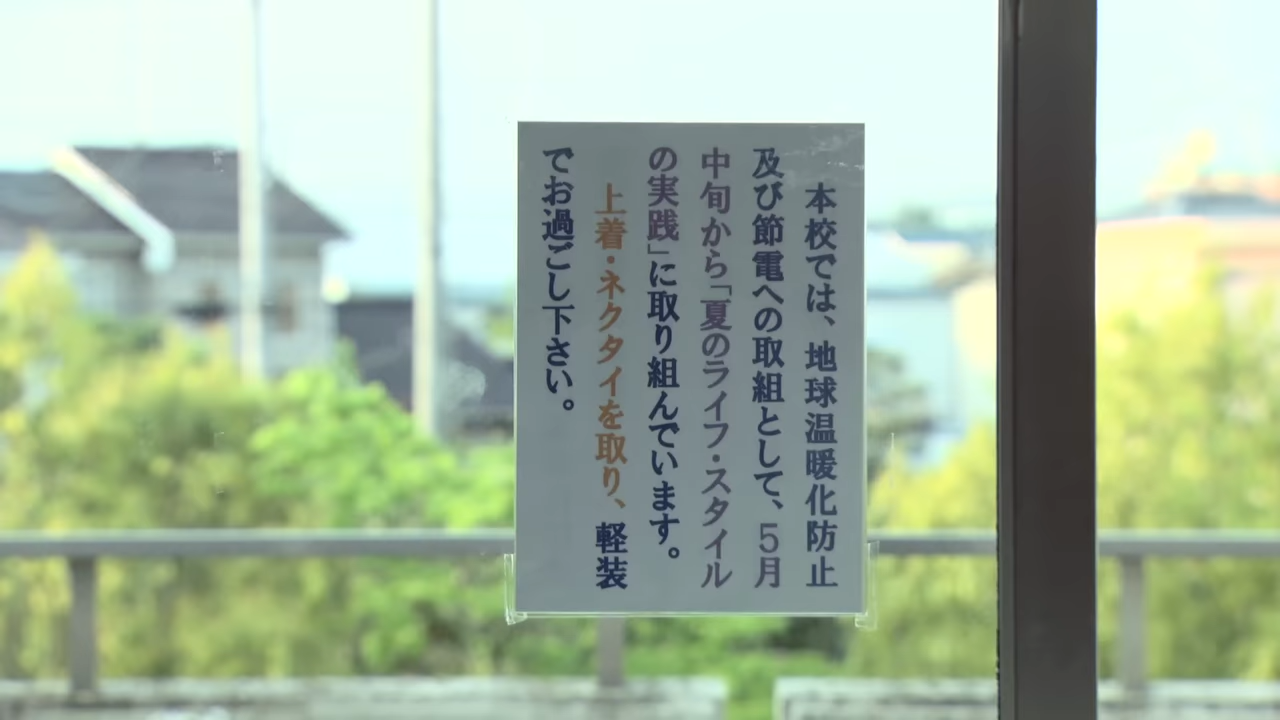 本校では、地球温暖化防止
及び節電への取組として、5月
中旬から「夏のライフ・スタイル
の実践」に取り組んでいます。
上着・ネクタイを取り、軽装
でお過ごし下さい。